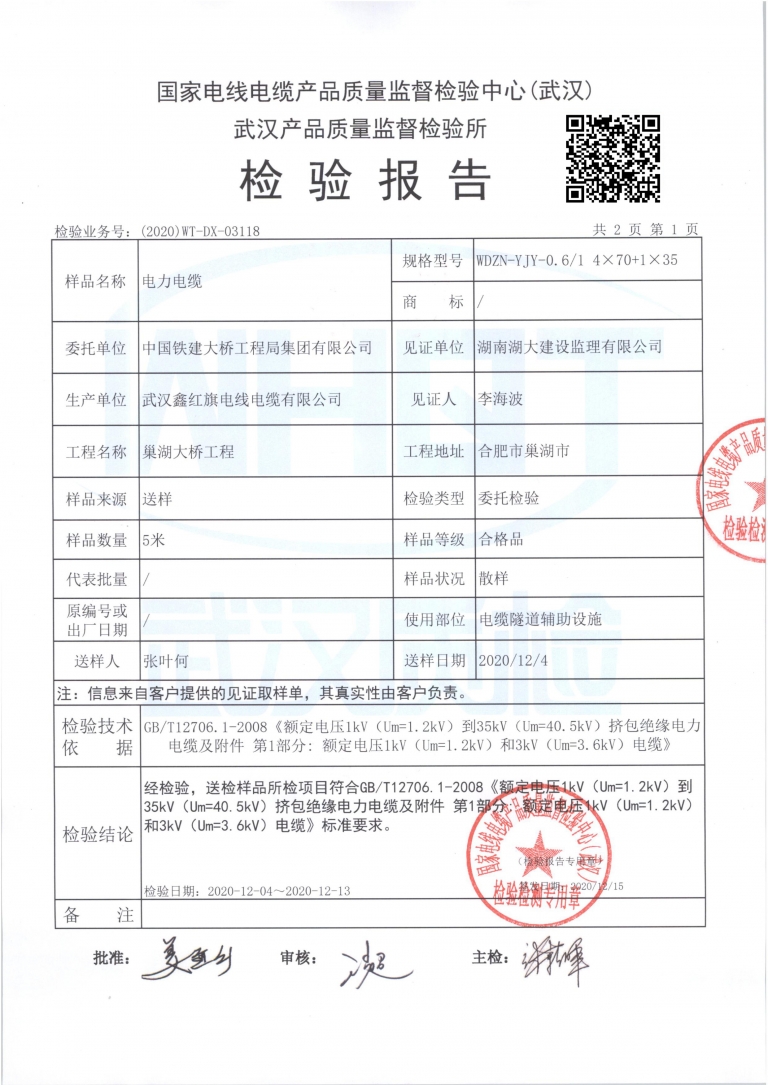 国家电线电缆产品质量监督检验中心(武汉)
武汉产品质量监督检验所
检验报告
检验业务号：(2020)WT-DX-03118
共 2 页 第 1 页
样品名称 电力电缆 规格型号 WDZN-YJY-0.6/1 4×70+1×35
商 标 /
委托单位 中国铁建大桥工程局集团有限公司 见证单位 湖南湖大建设监理有限公司
生产单位 武汉鑫红旗电线电缆有限公司 见证人 李海波
工程名称 巢湖大桥工程 工程地址 合肥市巢湖市
样品来源 送样 检验类型 委托检验
样品数量 5米 样品等级 合格品
代表批量 / 样品状况 散样
原编号或
出厂日期 / 使用部位 电缆隧道辅助设施
送样人 张叶何 送样日期 2020/12/4
注：信息来自客户提供的见证取样单，其真实性由客户负责。
检验技术
依 据
GB/T12706.1-2008《额定电压1kV（Um=1.2kV）到35kV（Um=40.5kV）挤包绝缘电力
电缆及附件 第1部分：额定电压1kV（Um=1.2kV）和3kV（Um=3.6kV）电缆》
检验结论
经检验，送检样品所检项目符合GB/T12706.1-2008《额定电压1kV（Um=1.2kV）到
35kV（Um=40.5kV）挤包绝缘电力电缆及附件 第1部分：额定电压1kV（Um=1.2kV）
和3kV（Um=3.6kV）电缆》标准要求。
（检验报告专用章）
检验日期：2020-12-04～2020-12-13
签发日期：2020/12/15
国家电线电缆产品质量监督检验中心(武汉)
检验检测专用章
国家电线电缆产品质
检验检测
备 注
批准：
审核：
主检：
WHQT
武汉质检